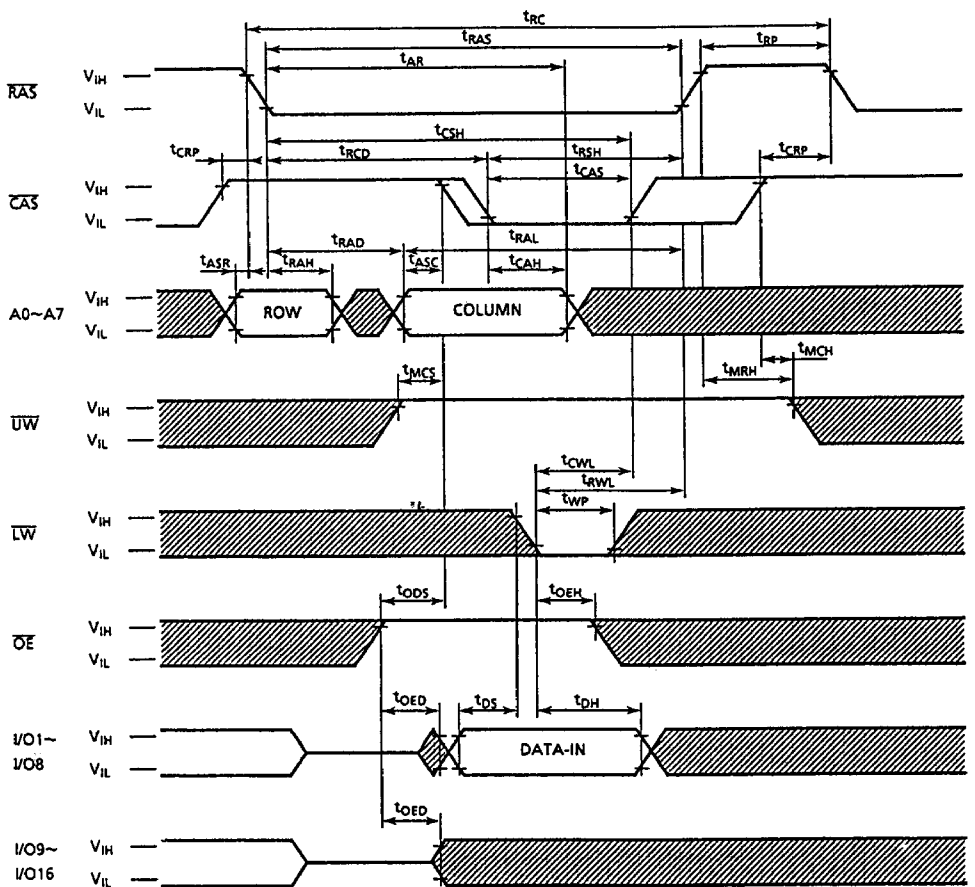 tRC
tRAS
tRP
tAR
RAS
VIH
VIL
tCSH
tCRP
tRCD
tRSH
tCRP
tCAS
CAS
VIH
VIL
tRAD
tRAL
tASR
tRAH
tASC
tCAH
A0~A7
VIH
VIL
ROW
COLUMN
tMCH
tMCS
tMRH
UW
VIH
VIL
tCWL
tRWL
tWP
LW
VIH
VIL
tODS
tOEH
OE
VIH
VIL
tOED
tDS
tDH
I/O1~
I/O8
VIH
VIL
DATA-IN
tOED
I/O9~
I/O16
VIH
VIL